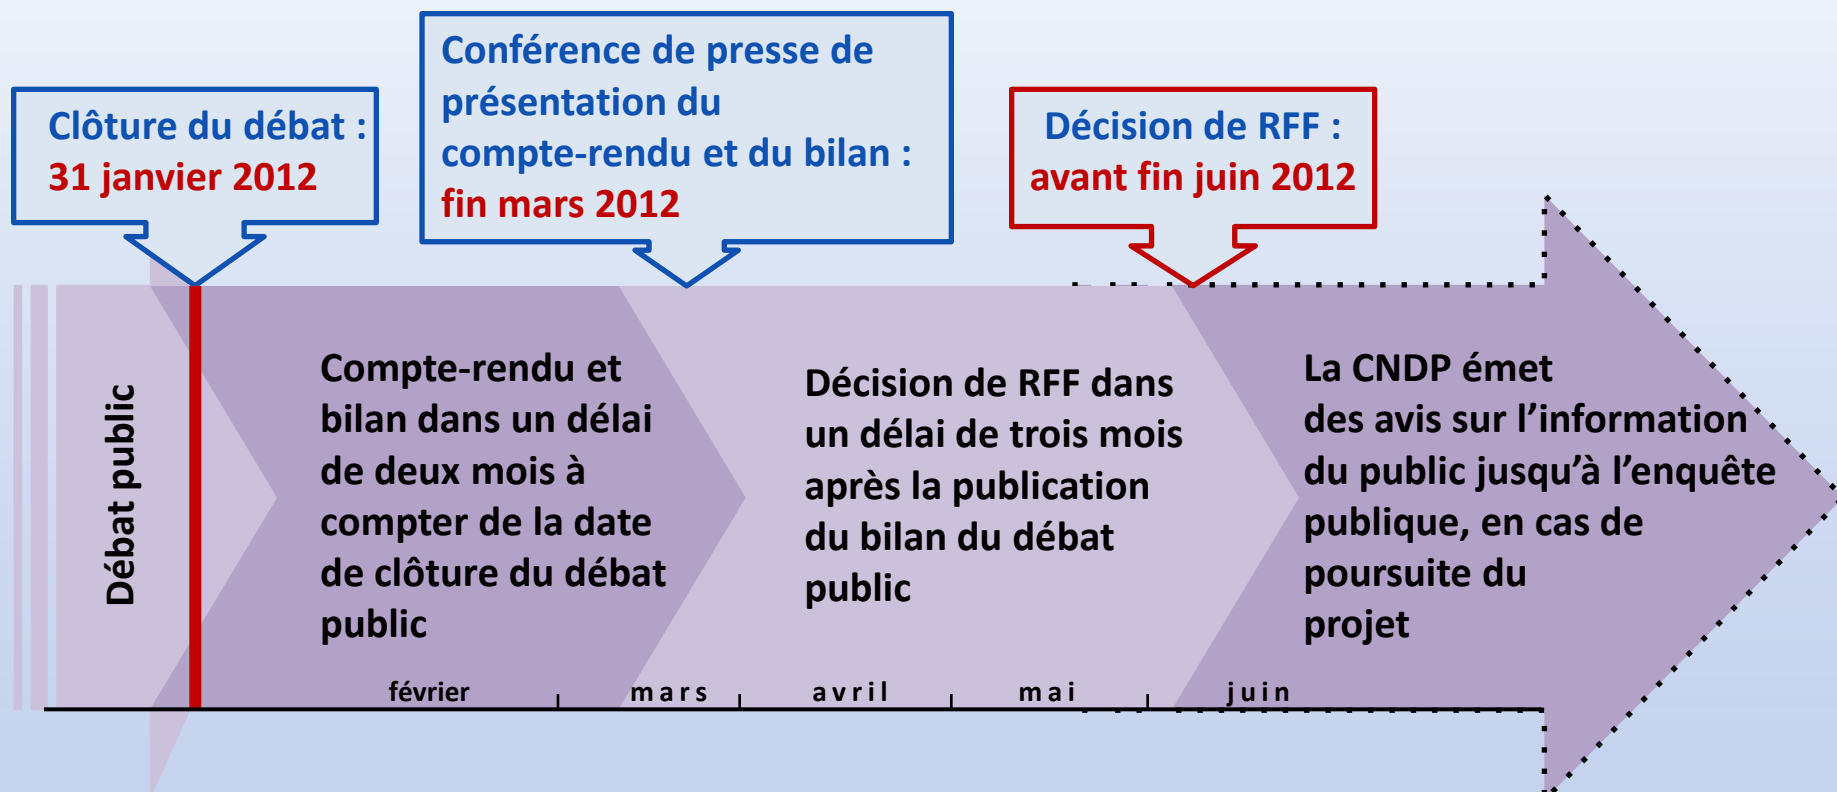 Clôture du débat :
31 janvier 2012
Conférence de presse de
présentation du
compte-rendu et du bilan :
fin mars 2012
Décision de RFF :
avant fin juin 2012
Débat public
Compte-rendu et
bilan dans un délai
de deux mois à
compter de la date
de clôture du débat
public
Décision de RFF dans
un délai de trois mois
après la publication
du bilan du débat
public
La CNDP émet
des avis sur l’information
du public jusqu’à l’enquête
publique, en cas de
poursuite du
projet
février
mars
avril
mai
juin